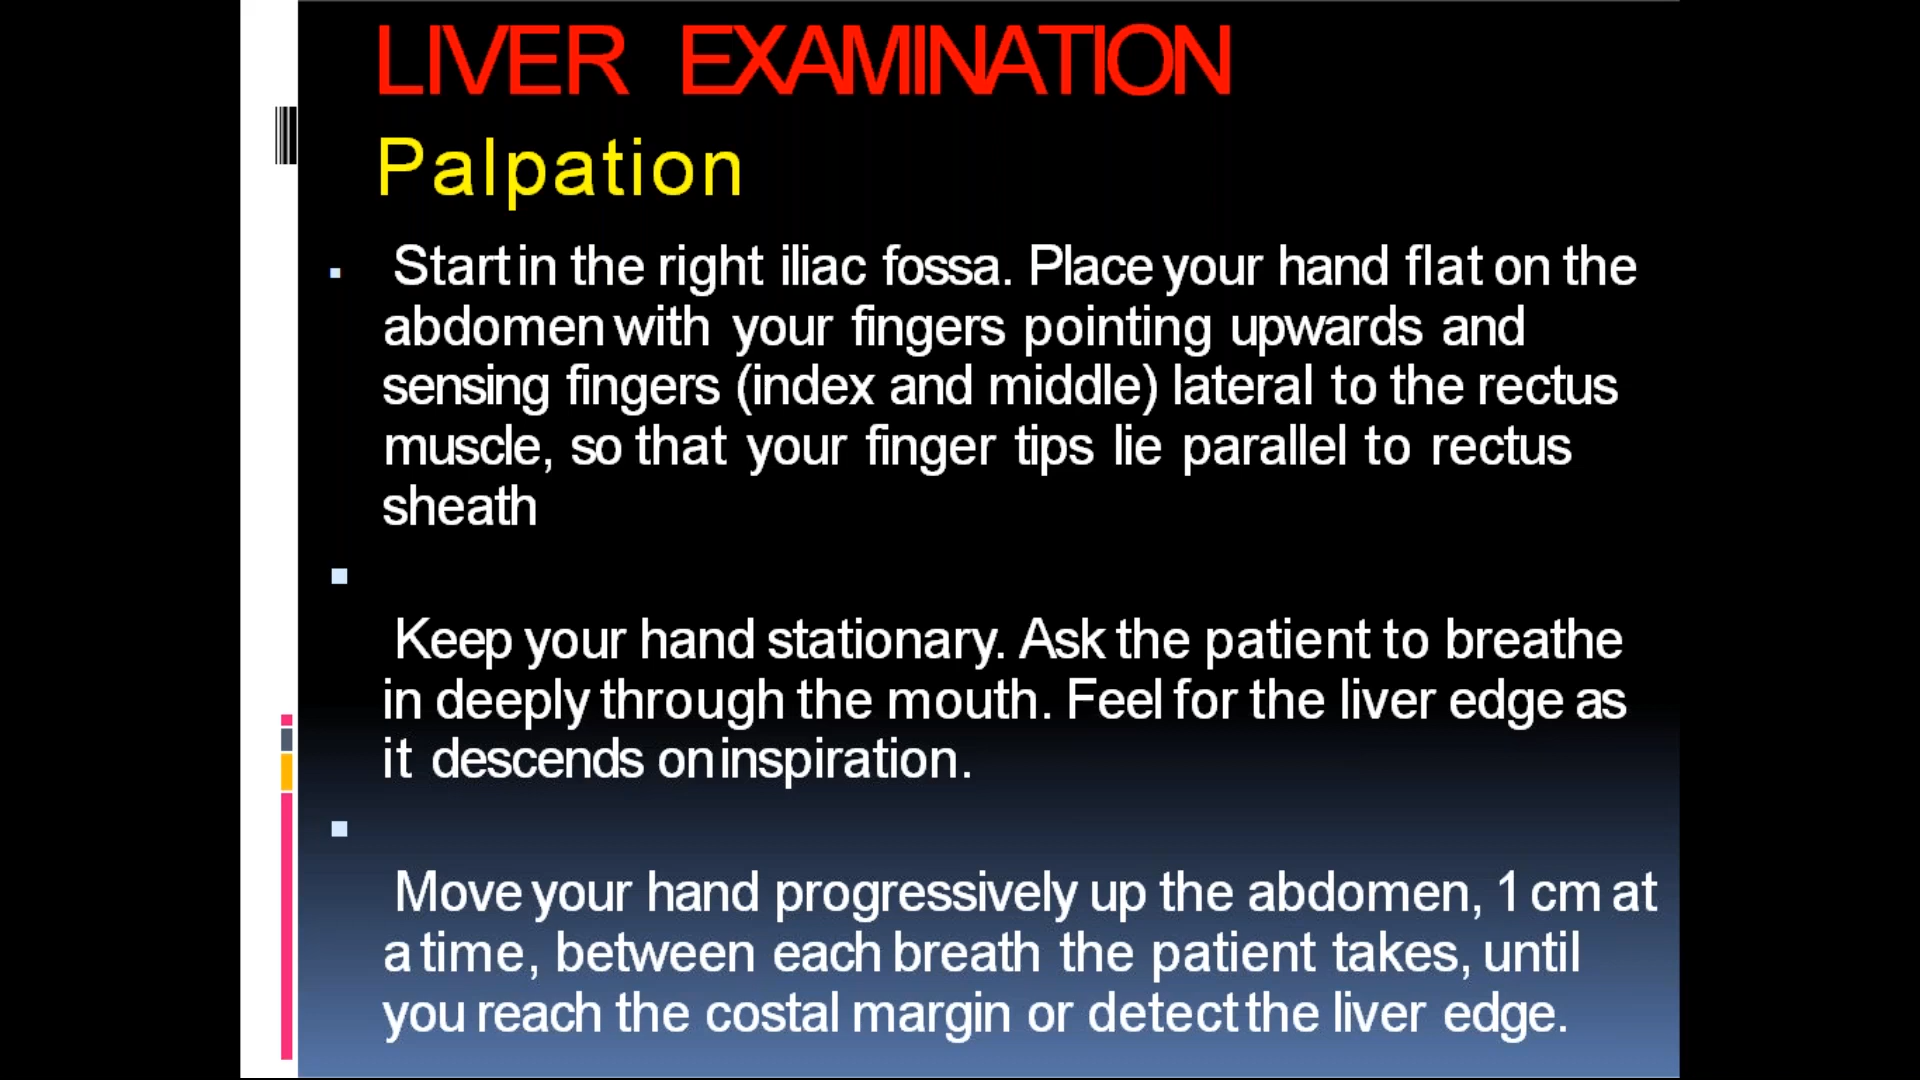 LIVER EXAMINATION
Palpation
Start in the right iliac fossa. Place your hand flat on the
abdomen with your fingers pointing upwards and
sensing fingers (index and middle) lateral to the rectus
muscle, so that your finger tips lie parallel to rectus
sheath
Keep your hand stationary. Ask the patient to breathe
in deeply through the mouth. Feel for the liver edge as
it descends on inspiration.
Move your hand progressively up the abdomen, 1 cm at
a time, between each breath the patient takes, until
you reach the costal margin or detect the liver edge.